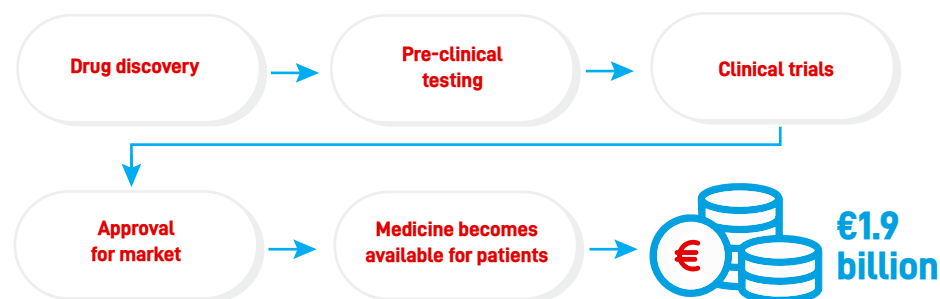 Drug discovery
Pre-clinical
testing
Clinical trials
Approval
for market
Medicine becomes
available for patients
€
€1.9
billion